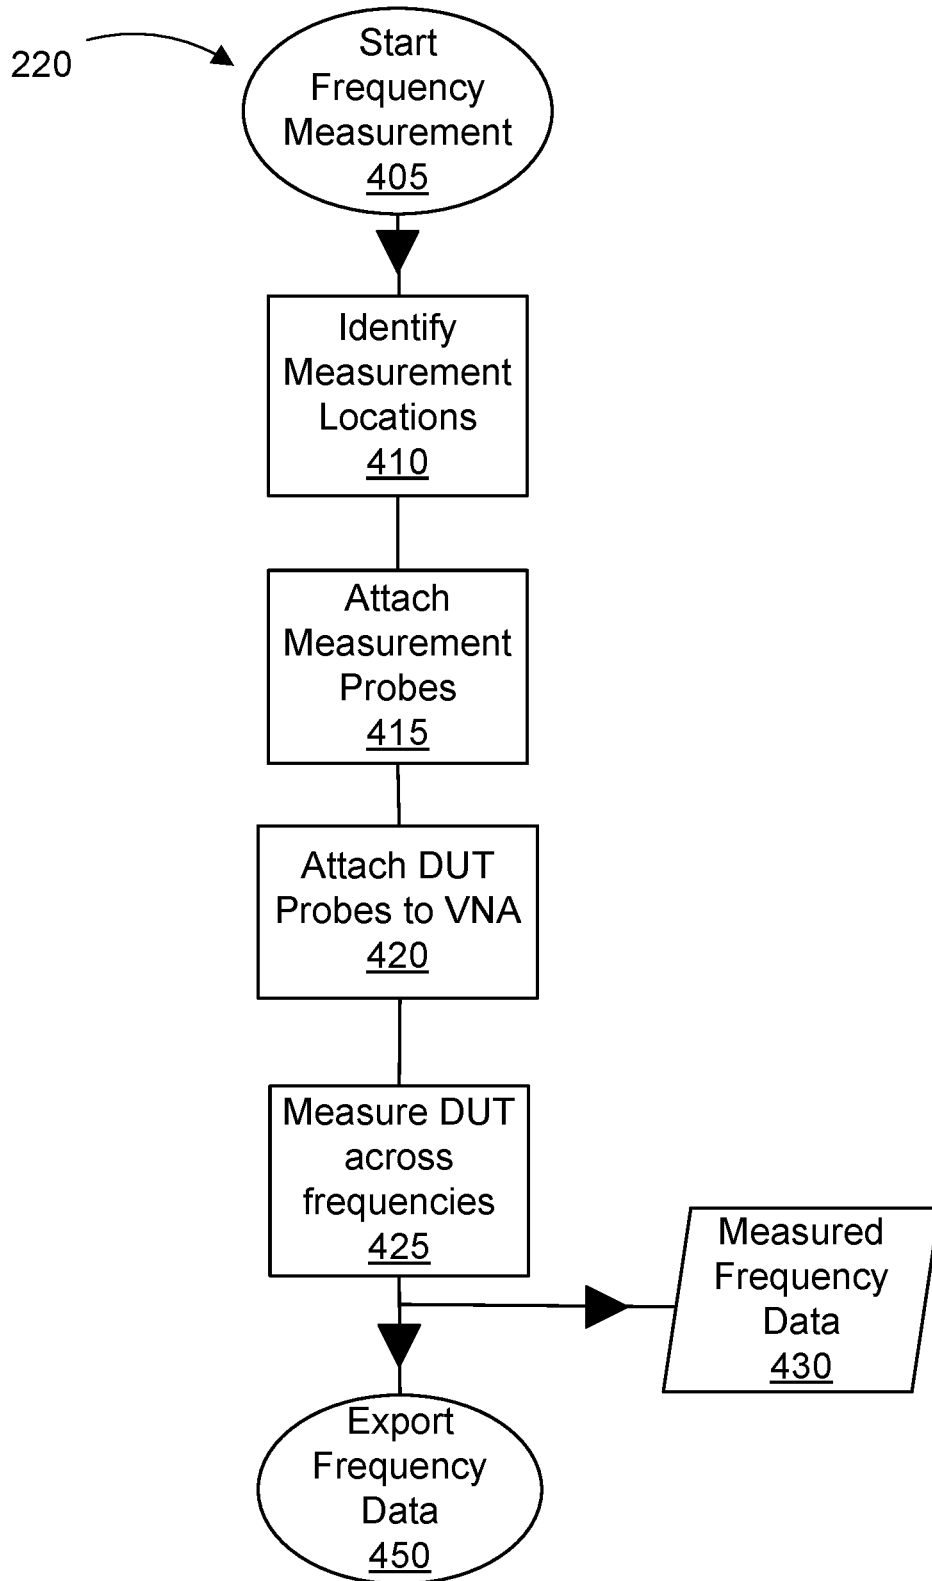 220
Start
Frequency
Measurement
405
Identify
Measurement
Locations
410
Attach
Measurement
Probes
415
Attach DUT
Probes to VNA
420
Measure DUT
across
frequencies
425
Measured
Frequency
Data
430
Export
Frequency
Data
450